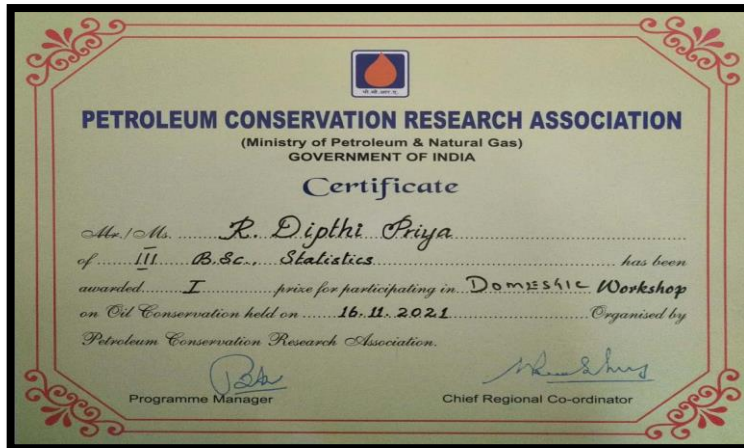 पी.सी.आर.ए.
PETROLEUM CONSERVATION RESEARCH ASSOCIATION
(Ministry of Petroleum & Natural Gas)
GOVERNMENT OF INDIA
Certificate
Mr./Ms. R. Dipthi Priya
of III B.Sc., Statistics has been
awarded I prize for participating in Domestic Workshop
on Oil Conservation held on 16.11.2021 Organised by
Petroleum Conservation Research Association.
Programme Manager Chief Regional Co-ordinator